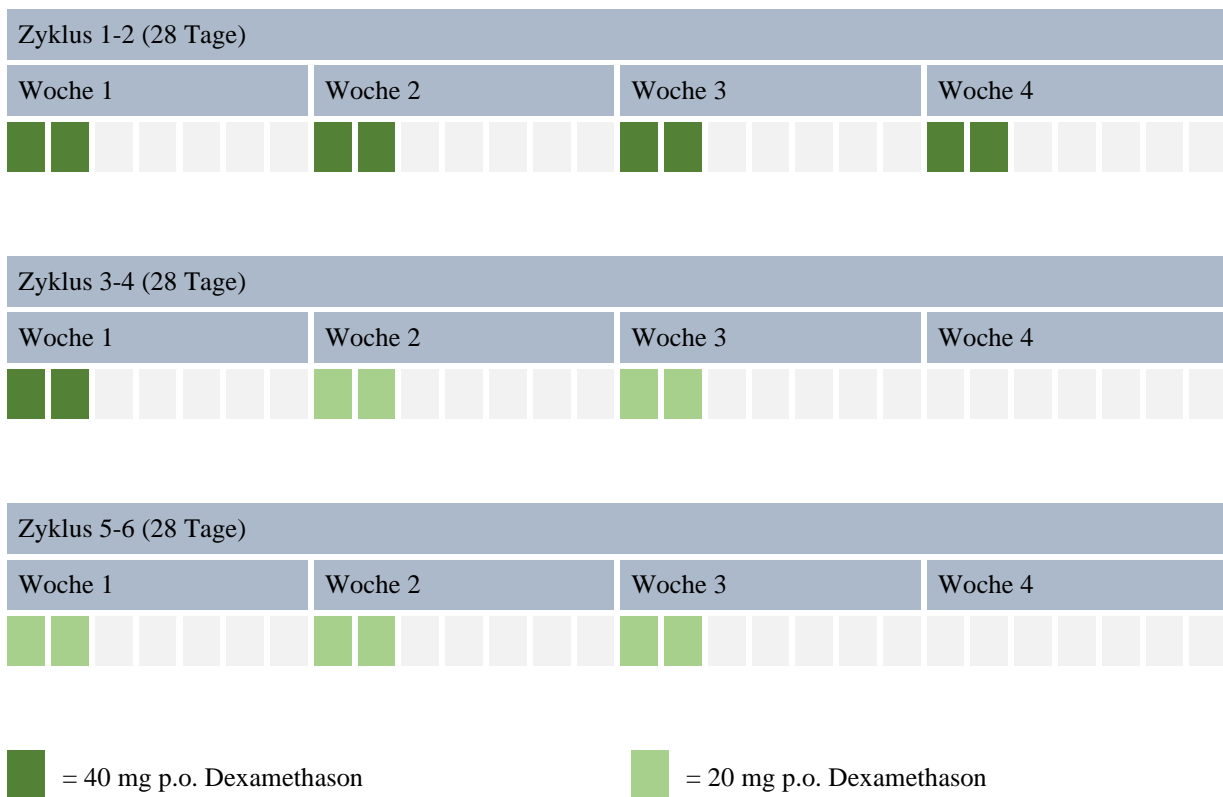 Zyklus 1-2 (28 Tage)
Woche 1 Woche 2 Woche 3 Woche 4
Zyklus 3-4 (28 Tage)
Woche 1 Woche 2 Woche 3 Woche 4
Zyklus 5-6 (28 Tage)
Woche 1 Woche 2 Woche 3 Woche 4
= 40 mg p.o. Dexamethason = 20 mg p.o. Dexamethason